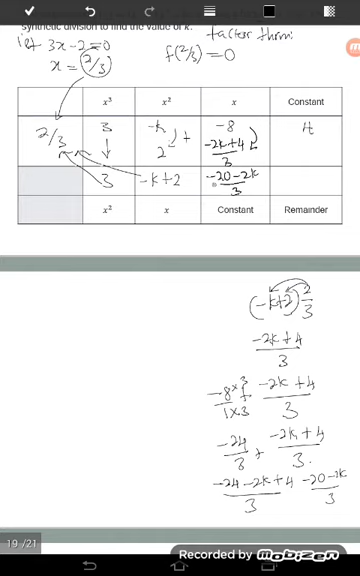 synthetic division to find the value of k.
let 3x-2=0
factor thrm:
x = 2/3
f(2/3)=0
x³ x² x Constant
2/3 3 -k -8 4
2 + -2k+4/3
3 -k+2 -20-2k/3
x² x Constant Remainder
(-k+2) 2/3
-2k+4/3
-8×3/1×3 + -2k+4/3
-24/3 + -2k+4/3.
-24-2k+4/3 -20-2k/3
19 /21
Recorded by Mobizen